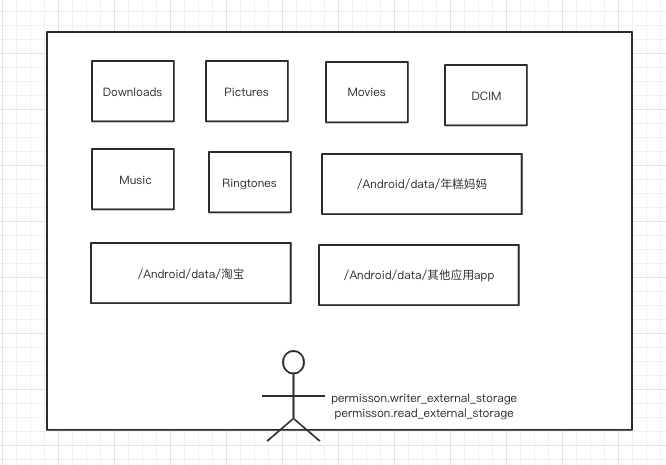 Downloads
Pictures
Movies
DCIM
Music
Ringtones
/Android/data/年糕妈妈
/Android/data/淘宝
/Android/data/其他应用app
permisson.writer_external_storage
permisson.read_external_storage